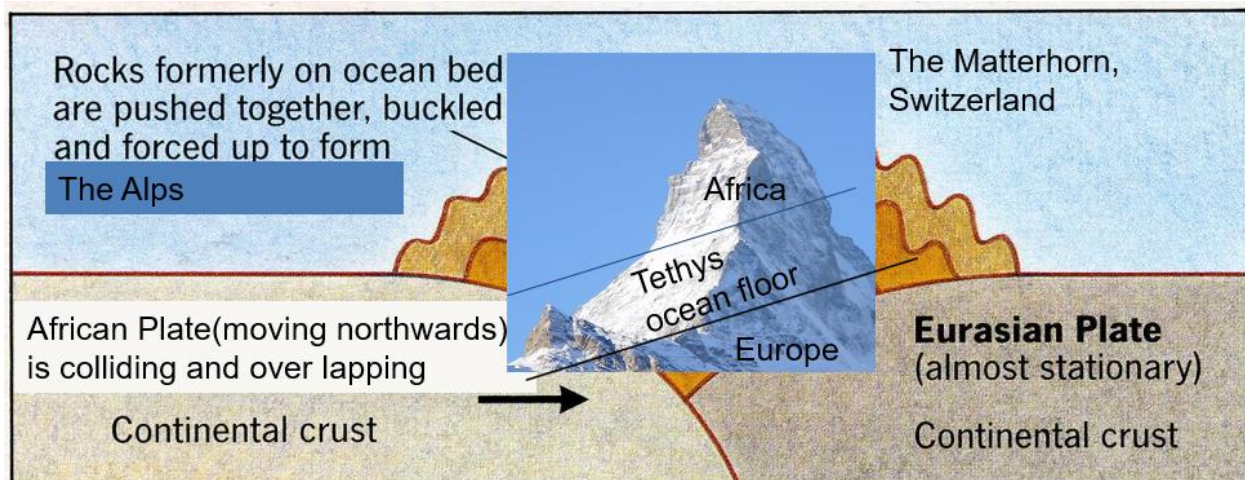 Rocks formerly on ocean bed
are pushed together, buckled
and forced up to form
The Alps
The Matterhorn,
Switzerland
Africa
Tethys
ocean floor
Europe
African Plate(moving northwards)
is colliding and over lapping
Continental crust
Eurasian Plate
(almost stationary)
Continental crust